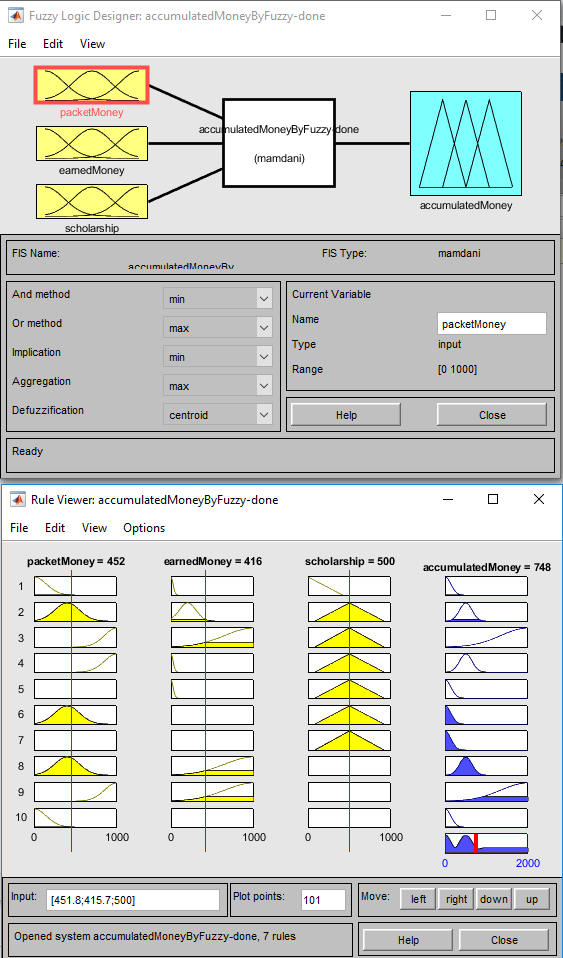 Fuzzy Logic Designer: accumulatedMoneyByFuzzy-done
File Edit View
packetMoney
accumulatedMoneyByFuzzy-done
(mamdani)
earnedMoney
accumulatedMoney
scholarship
FIS Name: FIS Type: mamdani
accumulatedMoneyBy
And method min
Or method max
Implication min
Aggregation max
Defuzzification centroid
Current Variable
Name packetMoney
Type input
Range [0 1000]
Help Close
Ready
Rule Viewer: accumulatedMoneyByFuzzy-done
File Edit View Options
packetMoney = 452 earnedMoney = 416 scholarship = 500 accumulatedMoney = 748
1
2
3
4
5
6
7
8
9
10
0 1000 0 1000 0 1000
0 2000
Input: [451.8;415.7;500] Plot points: 101 Move: left right down up
Opened system accumulatedMoneyByFuzzy-done, 7 rules
Help Close